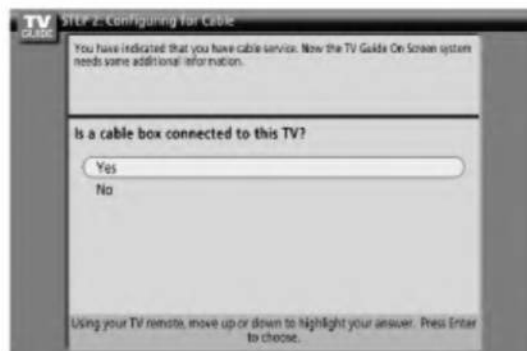 TV
GUIDE
STEP 2: Configuring for Cable
You have indicated that you have cable service. Now the TV Guide On Screen system
needs some additional information.
Is a cable box connected to this TV?
Yes
No
Using your TV remote, move up or down to highlight your answer. Press Enter
to choose.